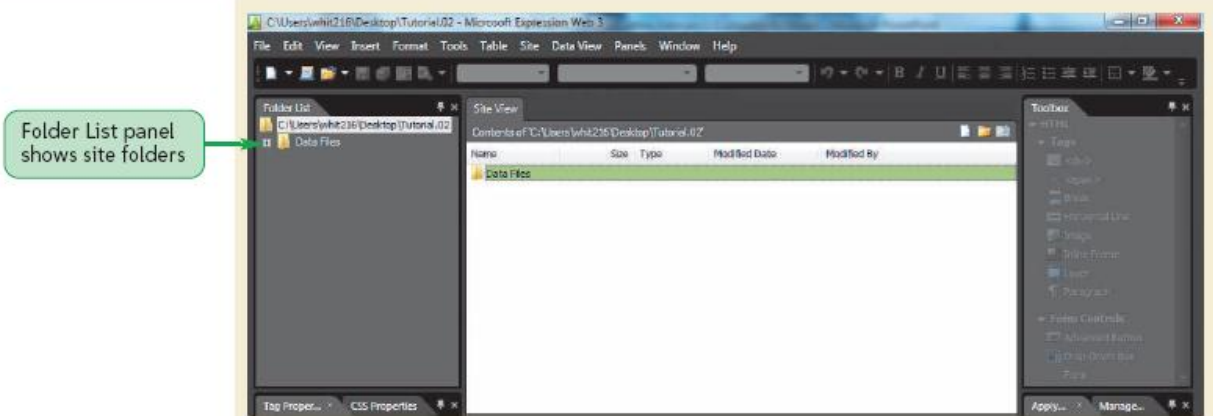 C:\Users\whit216\Desktop\Tutorial.02 - Microsoft Expression Web 3
File Edit View Insert Format Tools Table Site Data View Panels Window Help
Folder List panel
shows site folders
Folder List
C:\Users\whit216\Desktop\Tutorial.02
Data Files
Site View
Contents of 'C:\Users\whit216\Desktop\Tutorial.02'
Name Size Type Modified Date Modified By
Data Files
Toolbox
HTML
Tags
<div>
<span>
Break
Horizontal Line
Image
Inline Frame
Layer
Paragraph
Form Controls
Advanced Button
Drop-Down Box
Form
Tag Proper... CSS Properties
Apply... Manage...